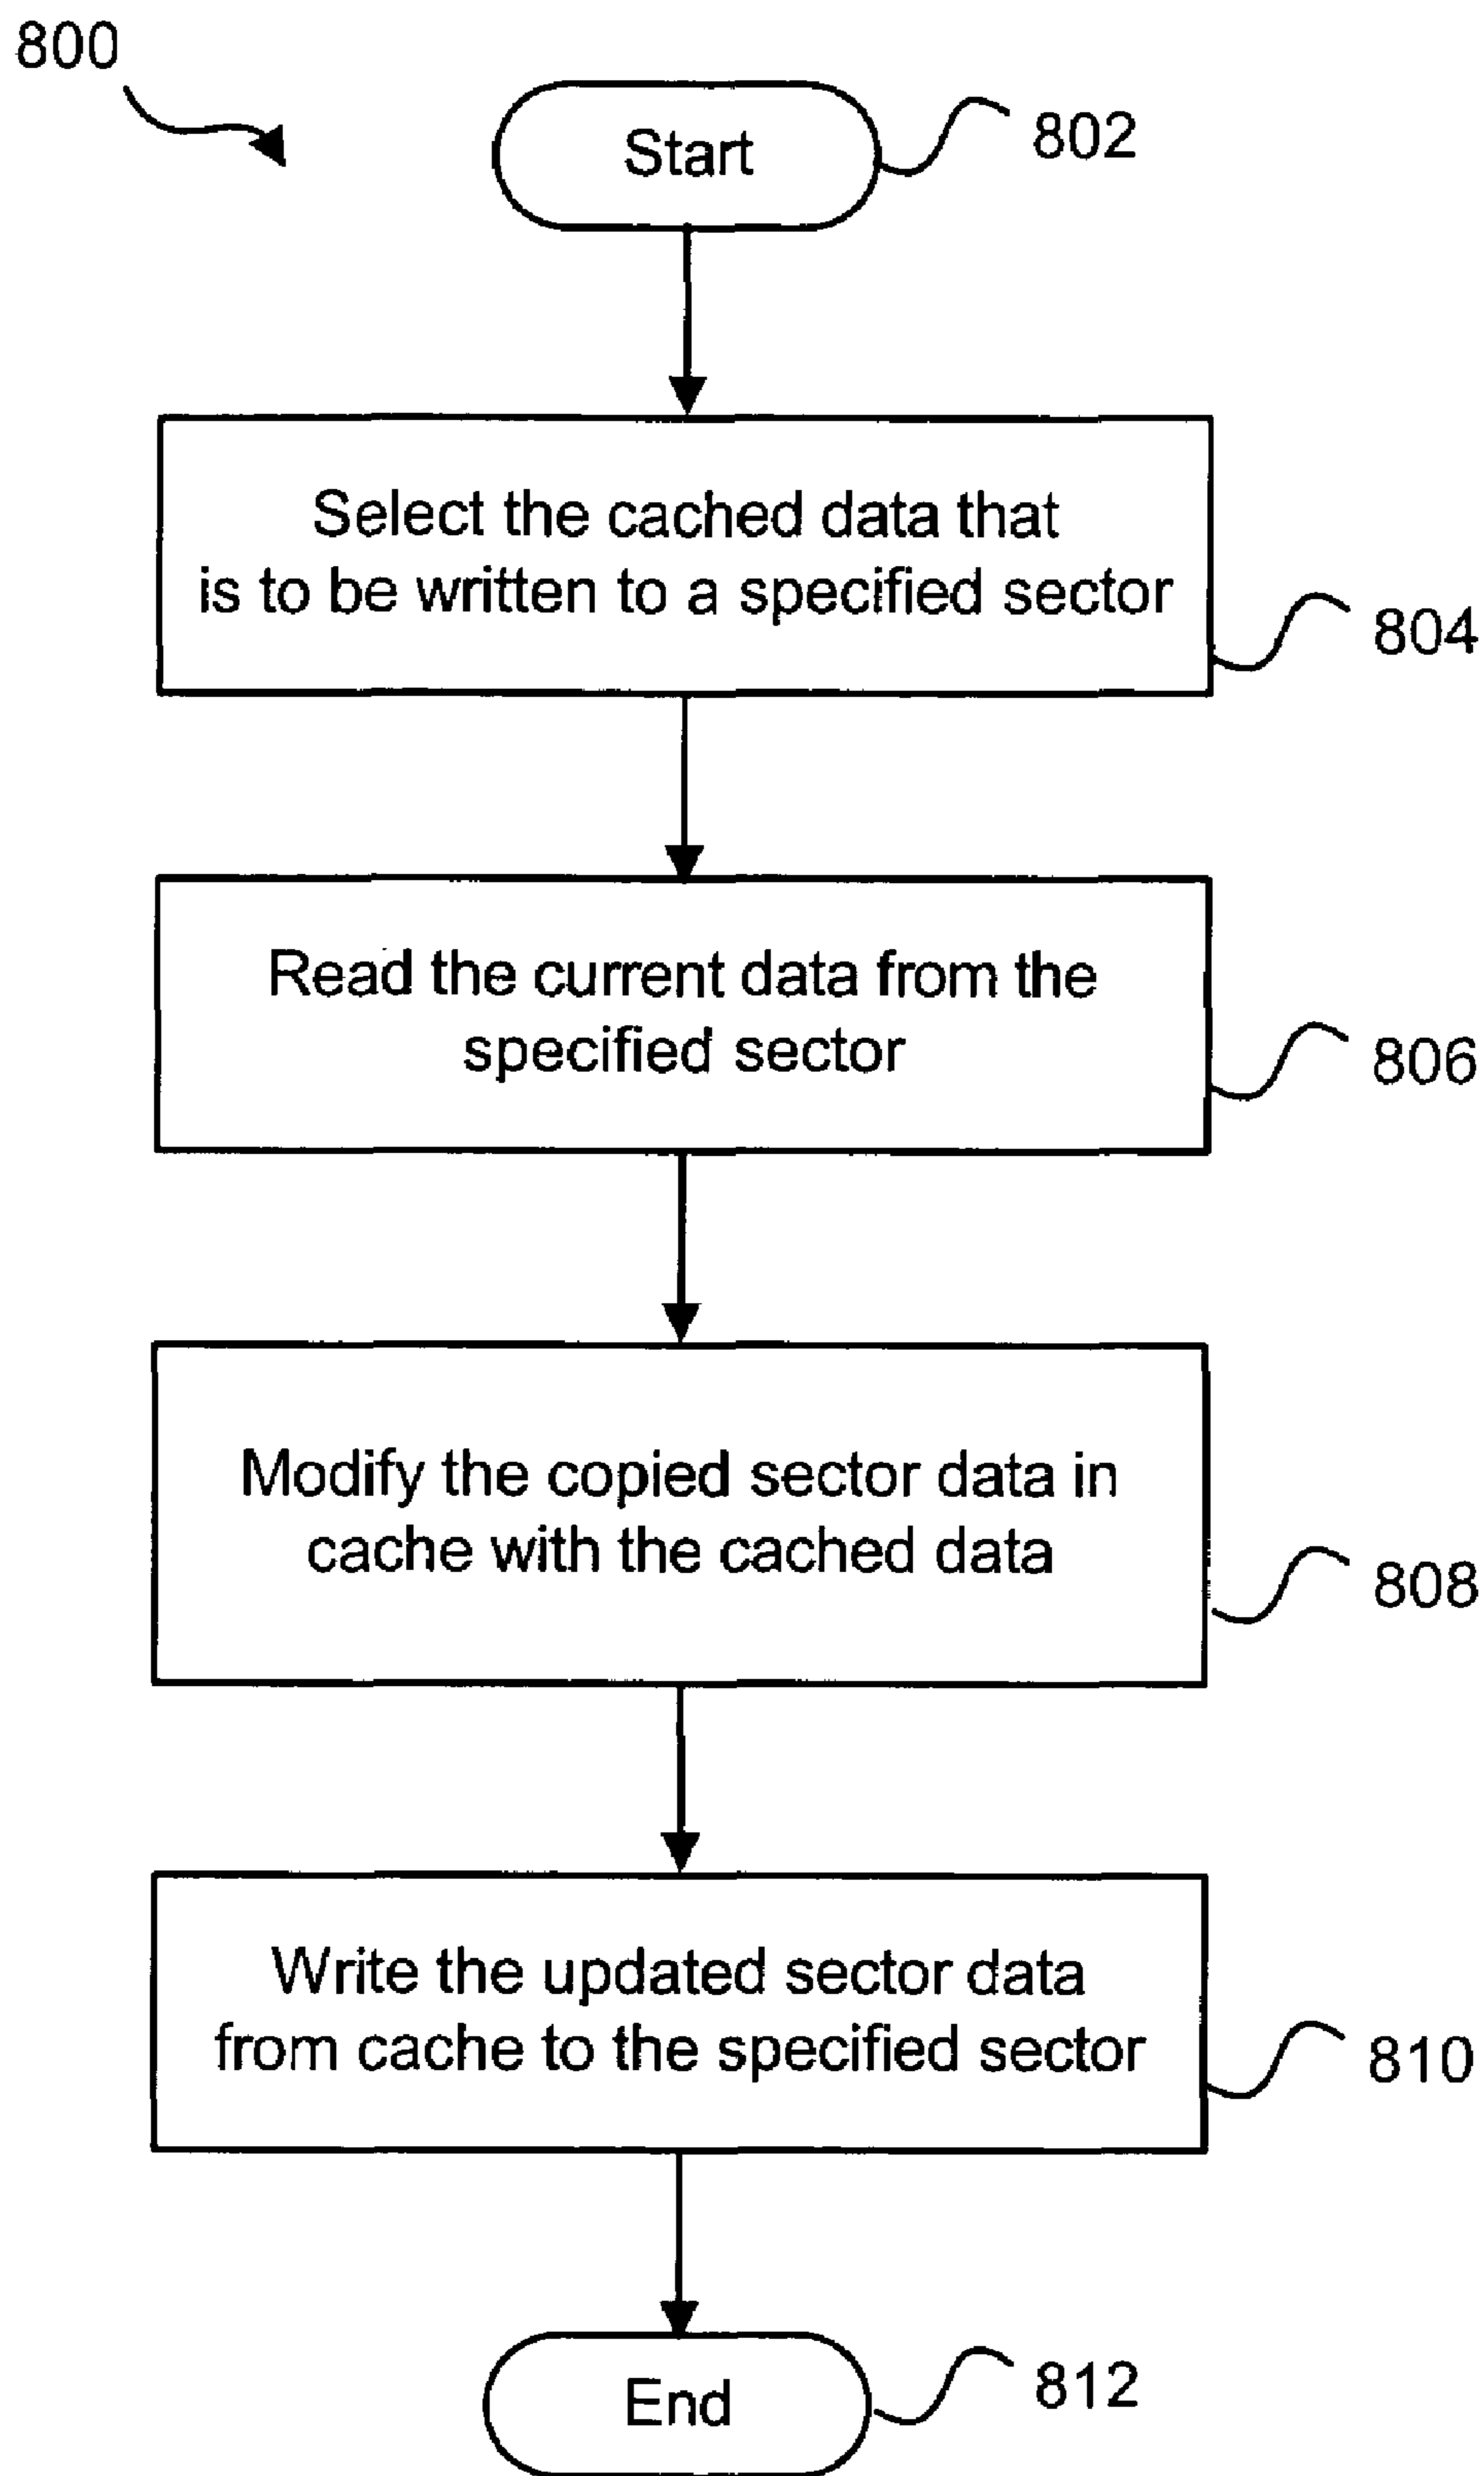 800
Start
802
Select the cached data that
is to be written to a specified sector
804
Read the current data from the
specified sector
806
Modify the copied sector data in
cache with the cached data
808
Write the updated sector data
from cache to the specified sector
810
End
812